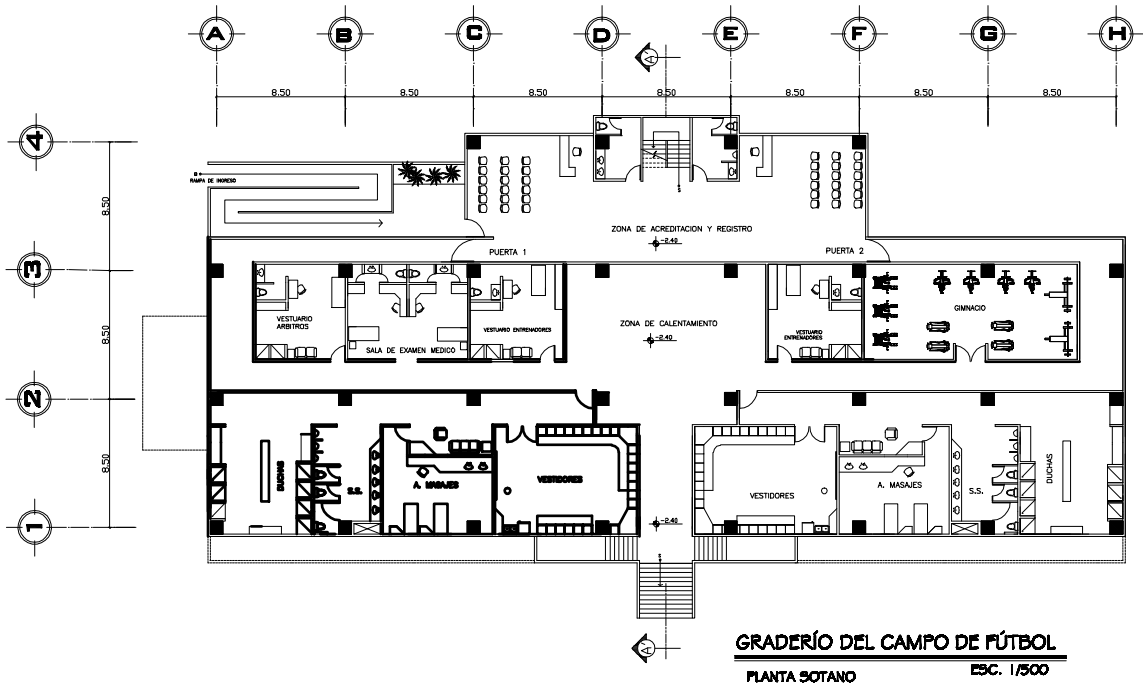 A B C D E F G H
A'
8.50 8.50 8.50 8.50 8.50 8.50 8.50
4
RAMPA DE INGRESO
8.50
ZONA DE ACREDITACION Y REGISTRO
-2.40
PUERTA 1
PUERTA 2
3
GIMNACIO
VESTUARIO
ARBITROS
ZONA DE CALENTAMIENTO
VESTUARIO ENTRENADORES
VESTUARIO
ENTRENADORES
8.50
-2.40
SALA DE EXAMEN MEDICO
2
8.50
DUCHAS
S.S.
A. MASAJES
VESTIDORES
VESTIDORES
A. MASAJES
S.S.
DUCHAS
1
-2.40
A'
GRADERÍO DEL CAMPO DE FÚTBOL
PLANTA SOTANO
ESC. 1/500